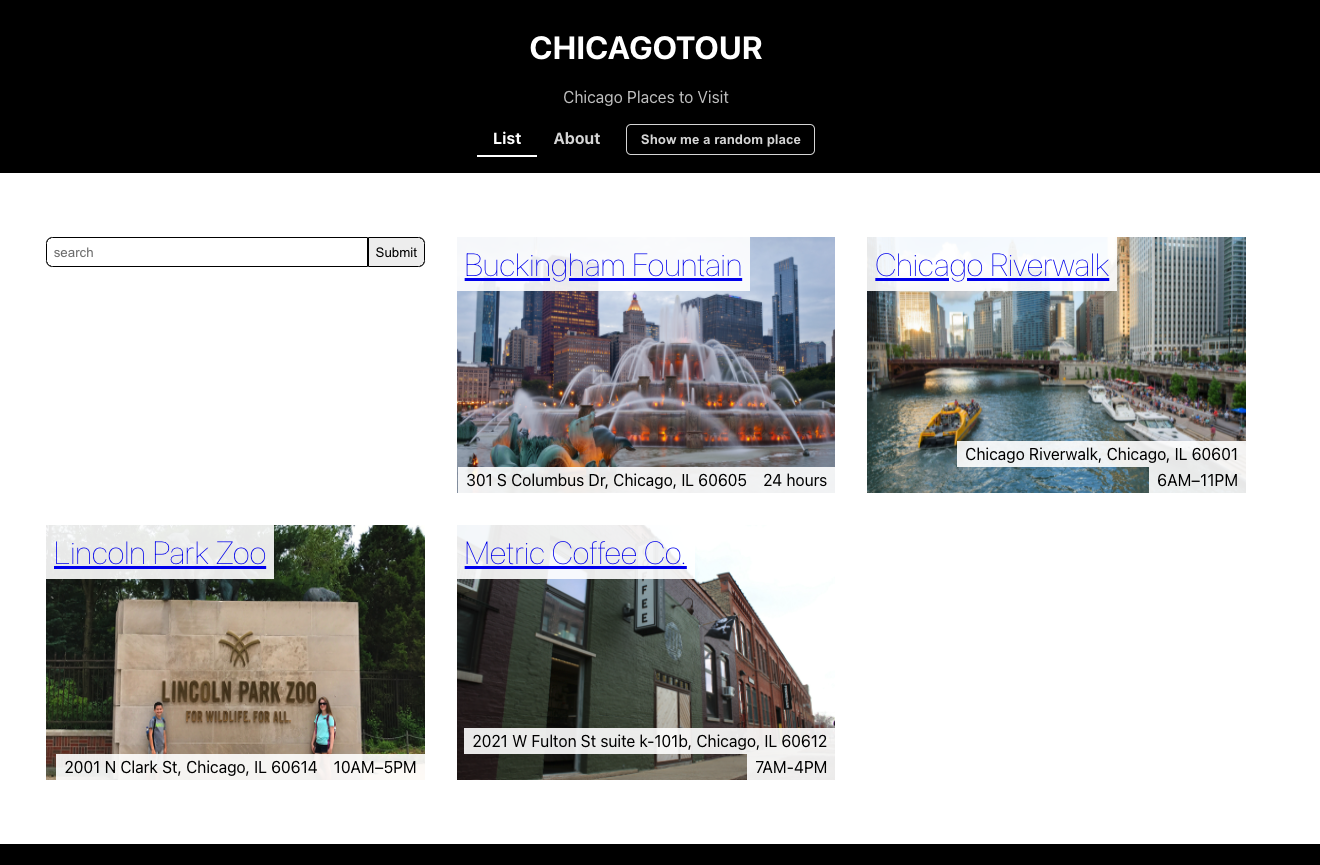 CHICAGOTOUR
Chicago Places to Visit
List About Show me a random place
search Submit
Buckingham Fountain
301 S Columbus Dr, Chicago, IL 60605 24 hours
Chicago Riverwalk
Chicago Riverwalk, Chicago, IL 60601
6AM–11PM
Lincoln Park Zoo
LINCOLN PARK ZOO
FOR WILDLIFE. FOR ALL.
2001 N Clark St, Chicago, IL 60614 10AM–5PM
Metric Coffee Co.
FEE
2021 W Fulton St suite k-101b, Chicago, IL 60612
7AM-4PM